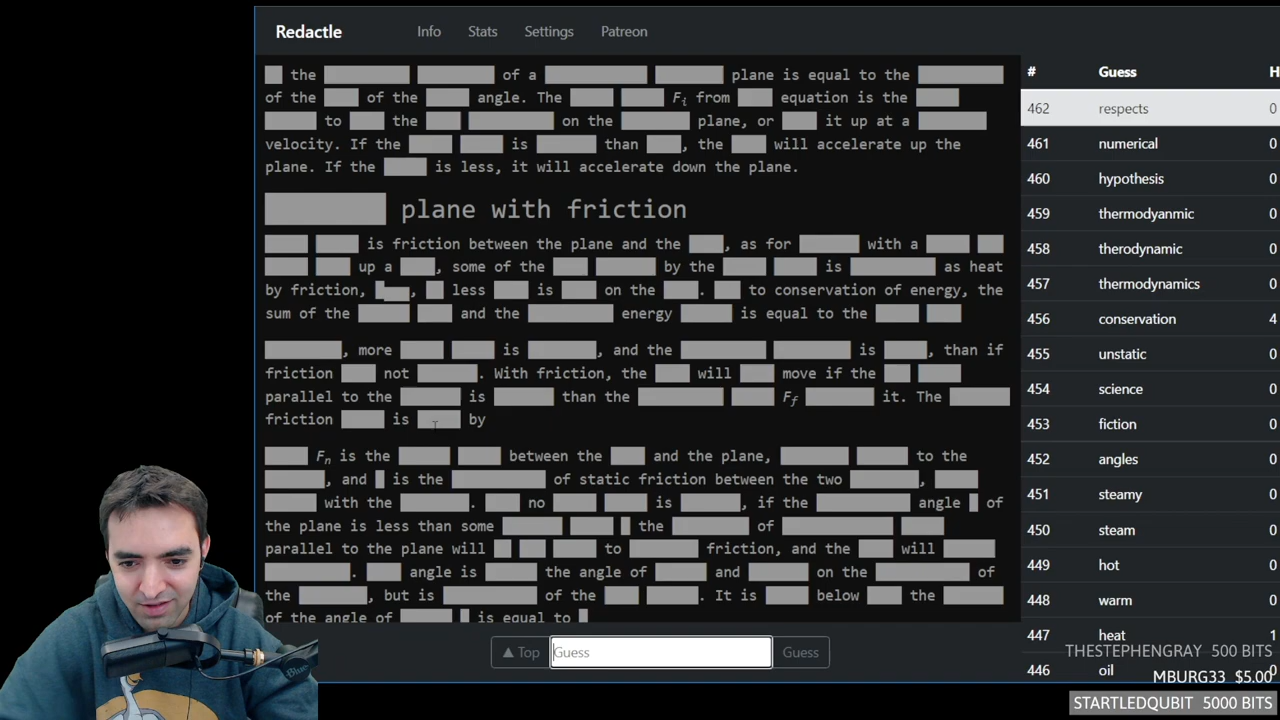 Redactle Info Stats Settings Patreon
the of a plane is equal to the
of the of the angle. The Fi from equation is the
to the on the plane, or it up at a
velocity. If the is than , the will accelerate up the
plane. If the is less, it will accelerate down the plane.
plane with friction
is friction between the plane and the , as for with a
up a , some of the by the is as heat
by friction, , less is on the . to conservation of energy, the
sum of the and the energy is equal to the
, more is , and the is , than if
friction not . With friction, the will move if the
parallel to the is than the Ff it. The
friction is by
Fn is the between the and the plane, to the
, and is the of static friction between the two ,
with the . no is , if the angle of
the plane is less than some the of
parallel to the plane will to friction, and the will
. angle is the angle of and on the of
the , but is of the . It is below the
of the angle of is equal to
▲ Top Guess Guess
# Guess H
462 respects 0
461 numerical 0
460 hypothesis 0
459 thermodyanmic 0
458 therodynamic 0
457 thermodynamics 0
456 conservation 4
455 unstatic 0
454 science 0
453 fiction 0
452 angles 0
451 steamy 0
450 steam 0
449 hot 0
448 warm 0
447 heat 1
446 oil 0
THESTEPHENGRAY 500 BITS
MBURG33 $5.00
STARTLEDQUBIT 5000 BITS
Blue